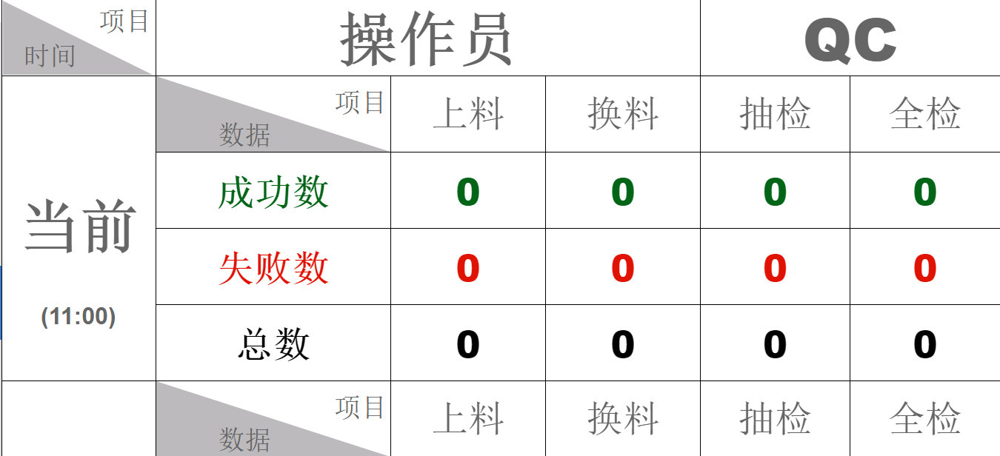 项目 操作员 QC
时间
项目 上料 换料 抽检 全检
数据
成功数 0 0 0 0
当前
失败数 0 0 0 0
(11:00)
总数 0 0 0 0
项目 上料 换料 抽检 全检
数据